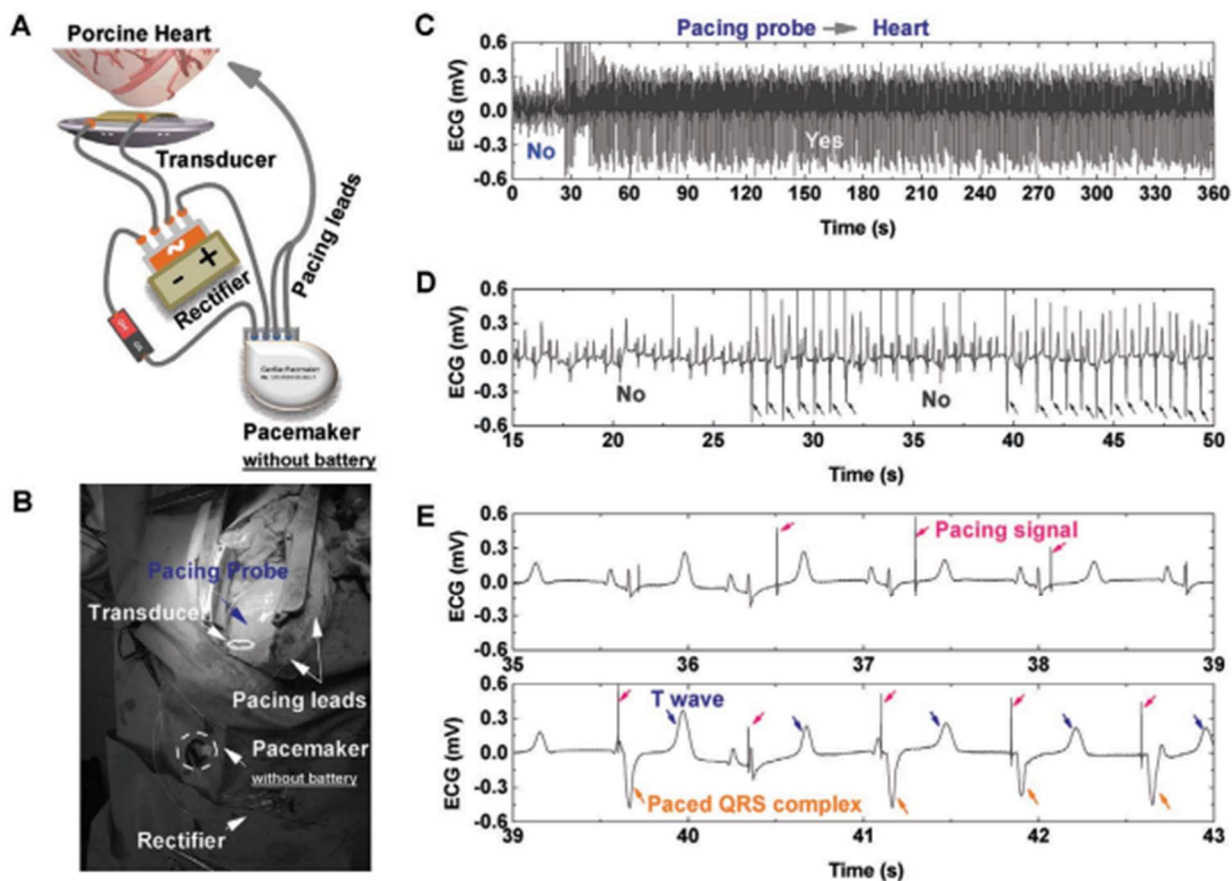 A
Porcine Heart
Transducer
Rectifier
Pacing leads
Pacemaker
without battery
B
Pacing Probe
Transducer
Pacing leads
Pacemaker
without battery
Rectifier
C
Pacing probe Heart
ECG (mV)
0.6
0.3
0.0
-0.3
-0.6
No
Yes
0 30 60 90 120 150 180 210 240 270 300 330 360
Time (s)
D
ECG (mV)
0.6
0.3
0.0
-0.3
-0.6
No
No
15 20 25 30 35 40 45 50
Time (s)
E
ECG (mV)
0.6
0.3
0.0
-0.3
-0.6
Pacing signal
35 36 37 38 39
ECG (mV)
0.6
0.3
0.0
-0.3
-0.6
T wave
Paced QRS complex
39 40 41 42 43
Time (s)